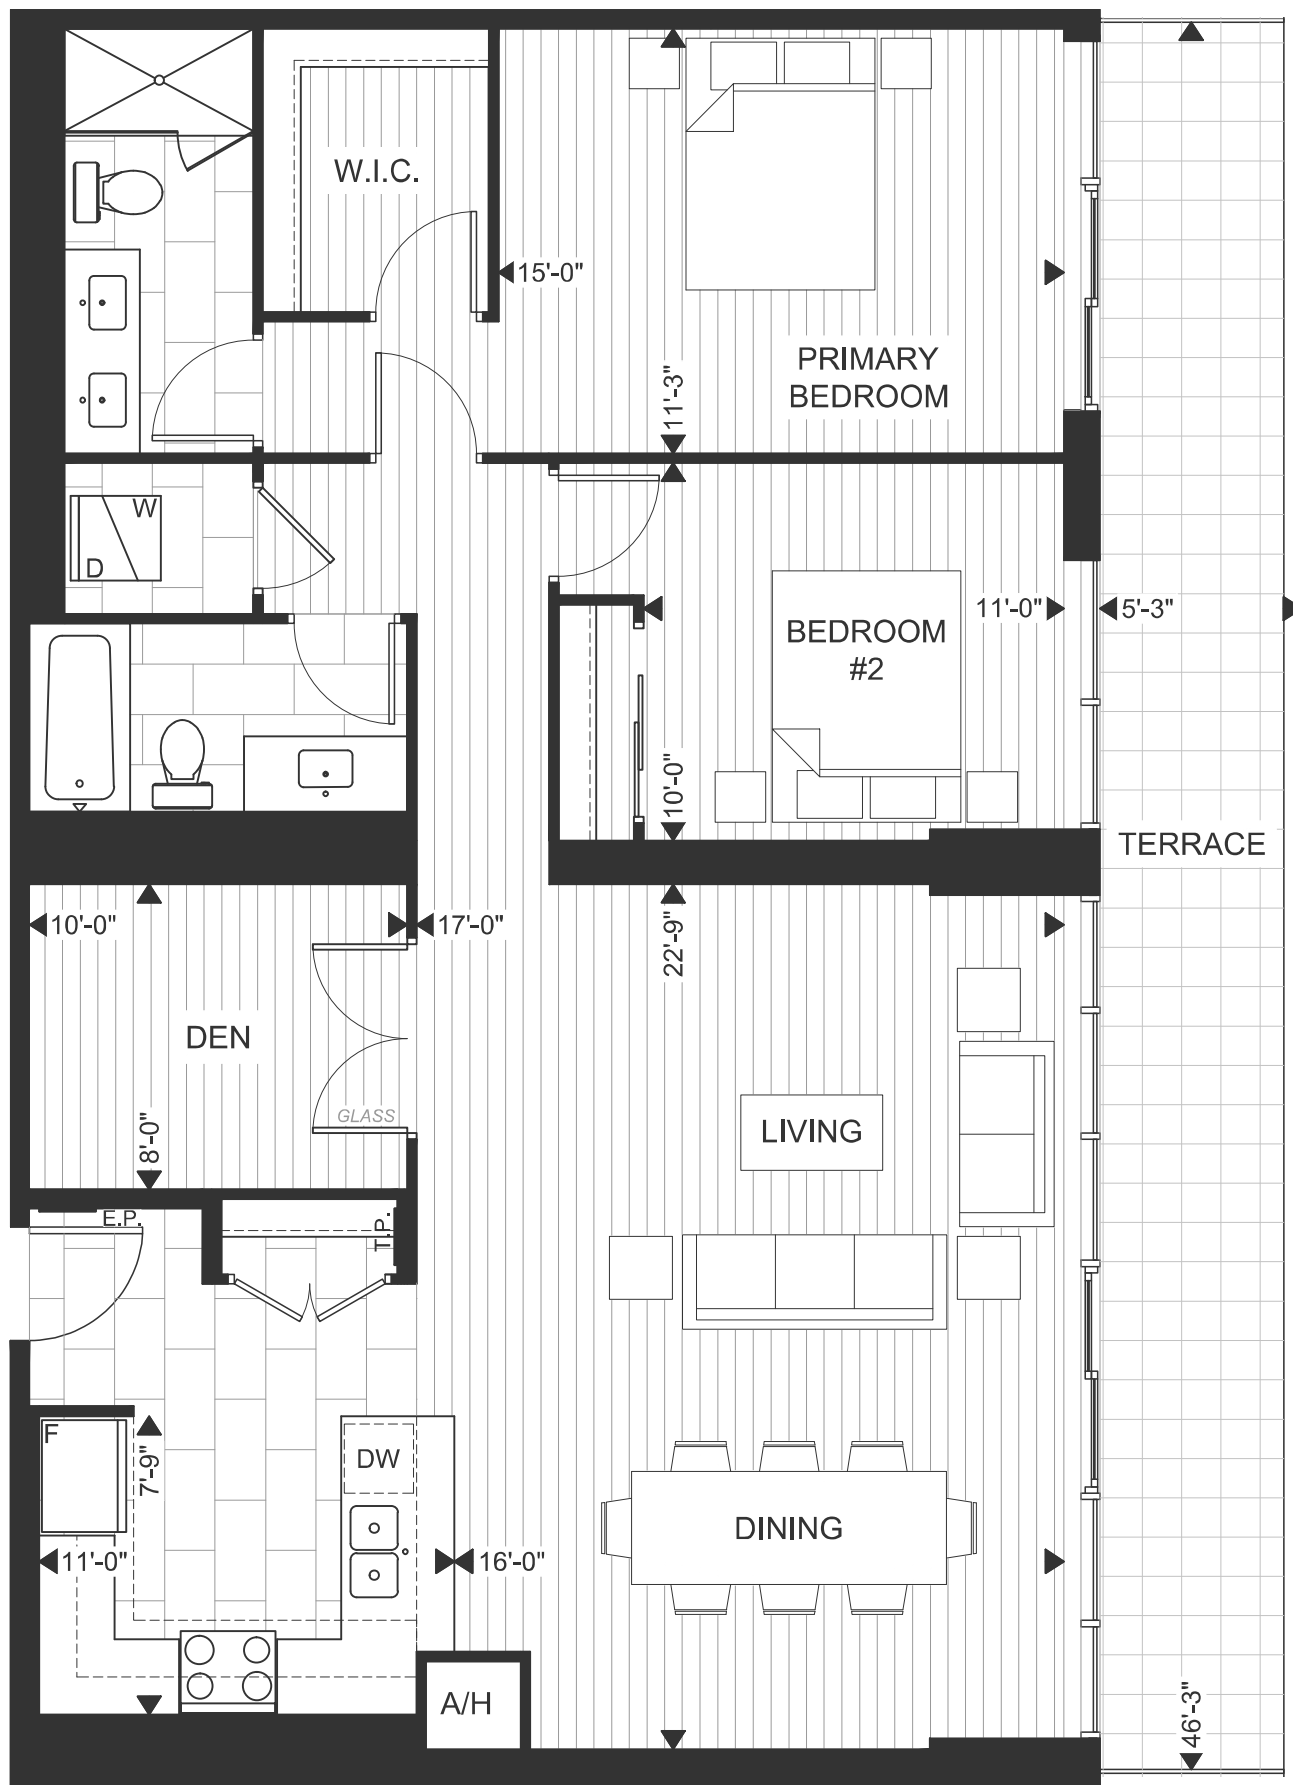 W.I.C.
15'-0"
PRIMARY
BEDROOM
11'-3"
W
D
11'-0"
5'-3"
BEDROOM
#2
10'-0"
TERRACE
10'-0"
17'-0"
22'-9"
DEN
GLASS
8'-0"
LIVING
E.P.
T.P.
F
7'-9"
DW
DINING
11'-0"
16'-0"
A/H
46'-3"